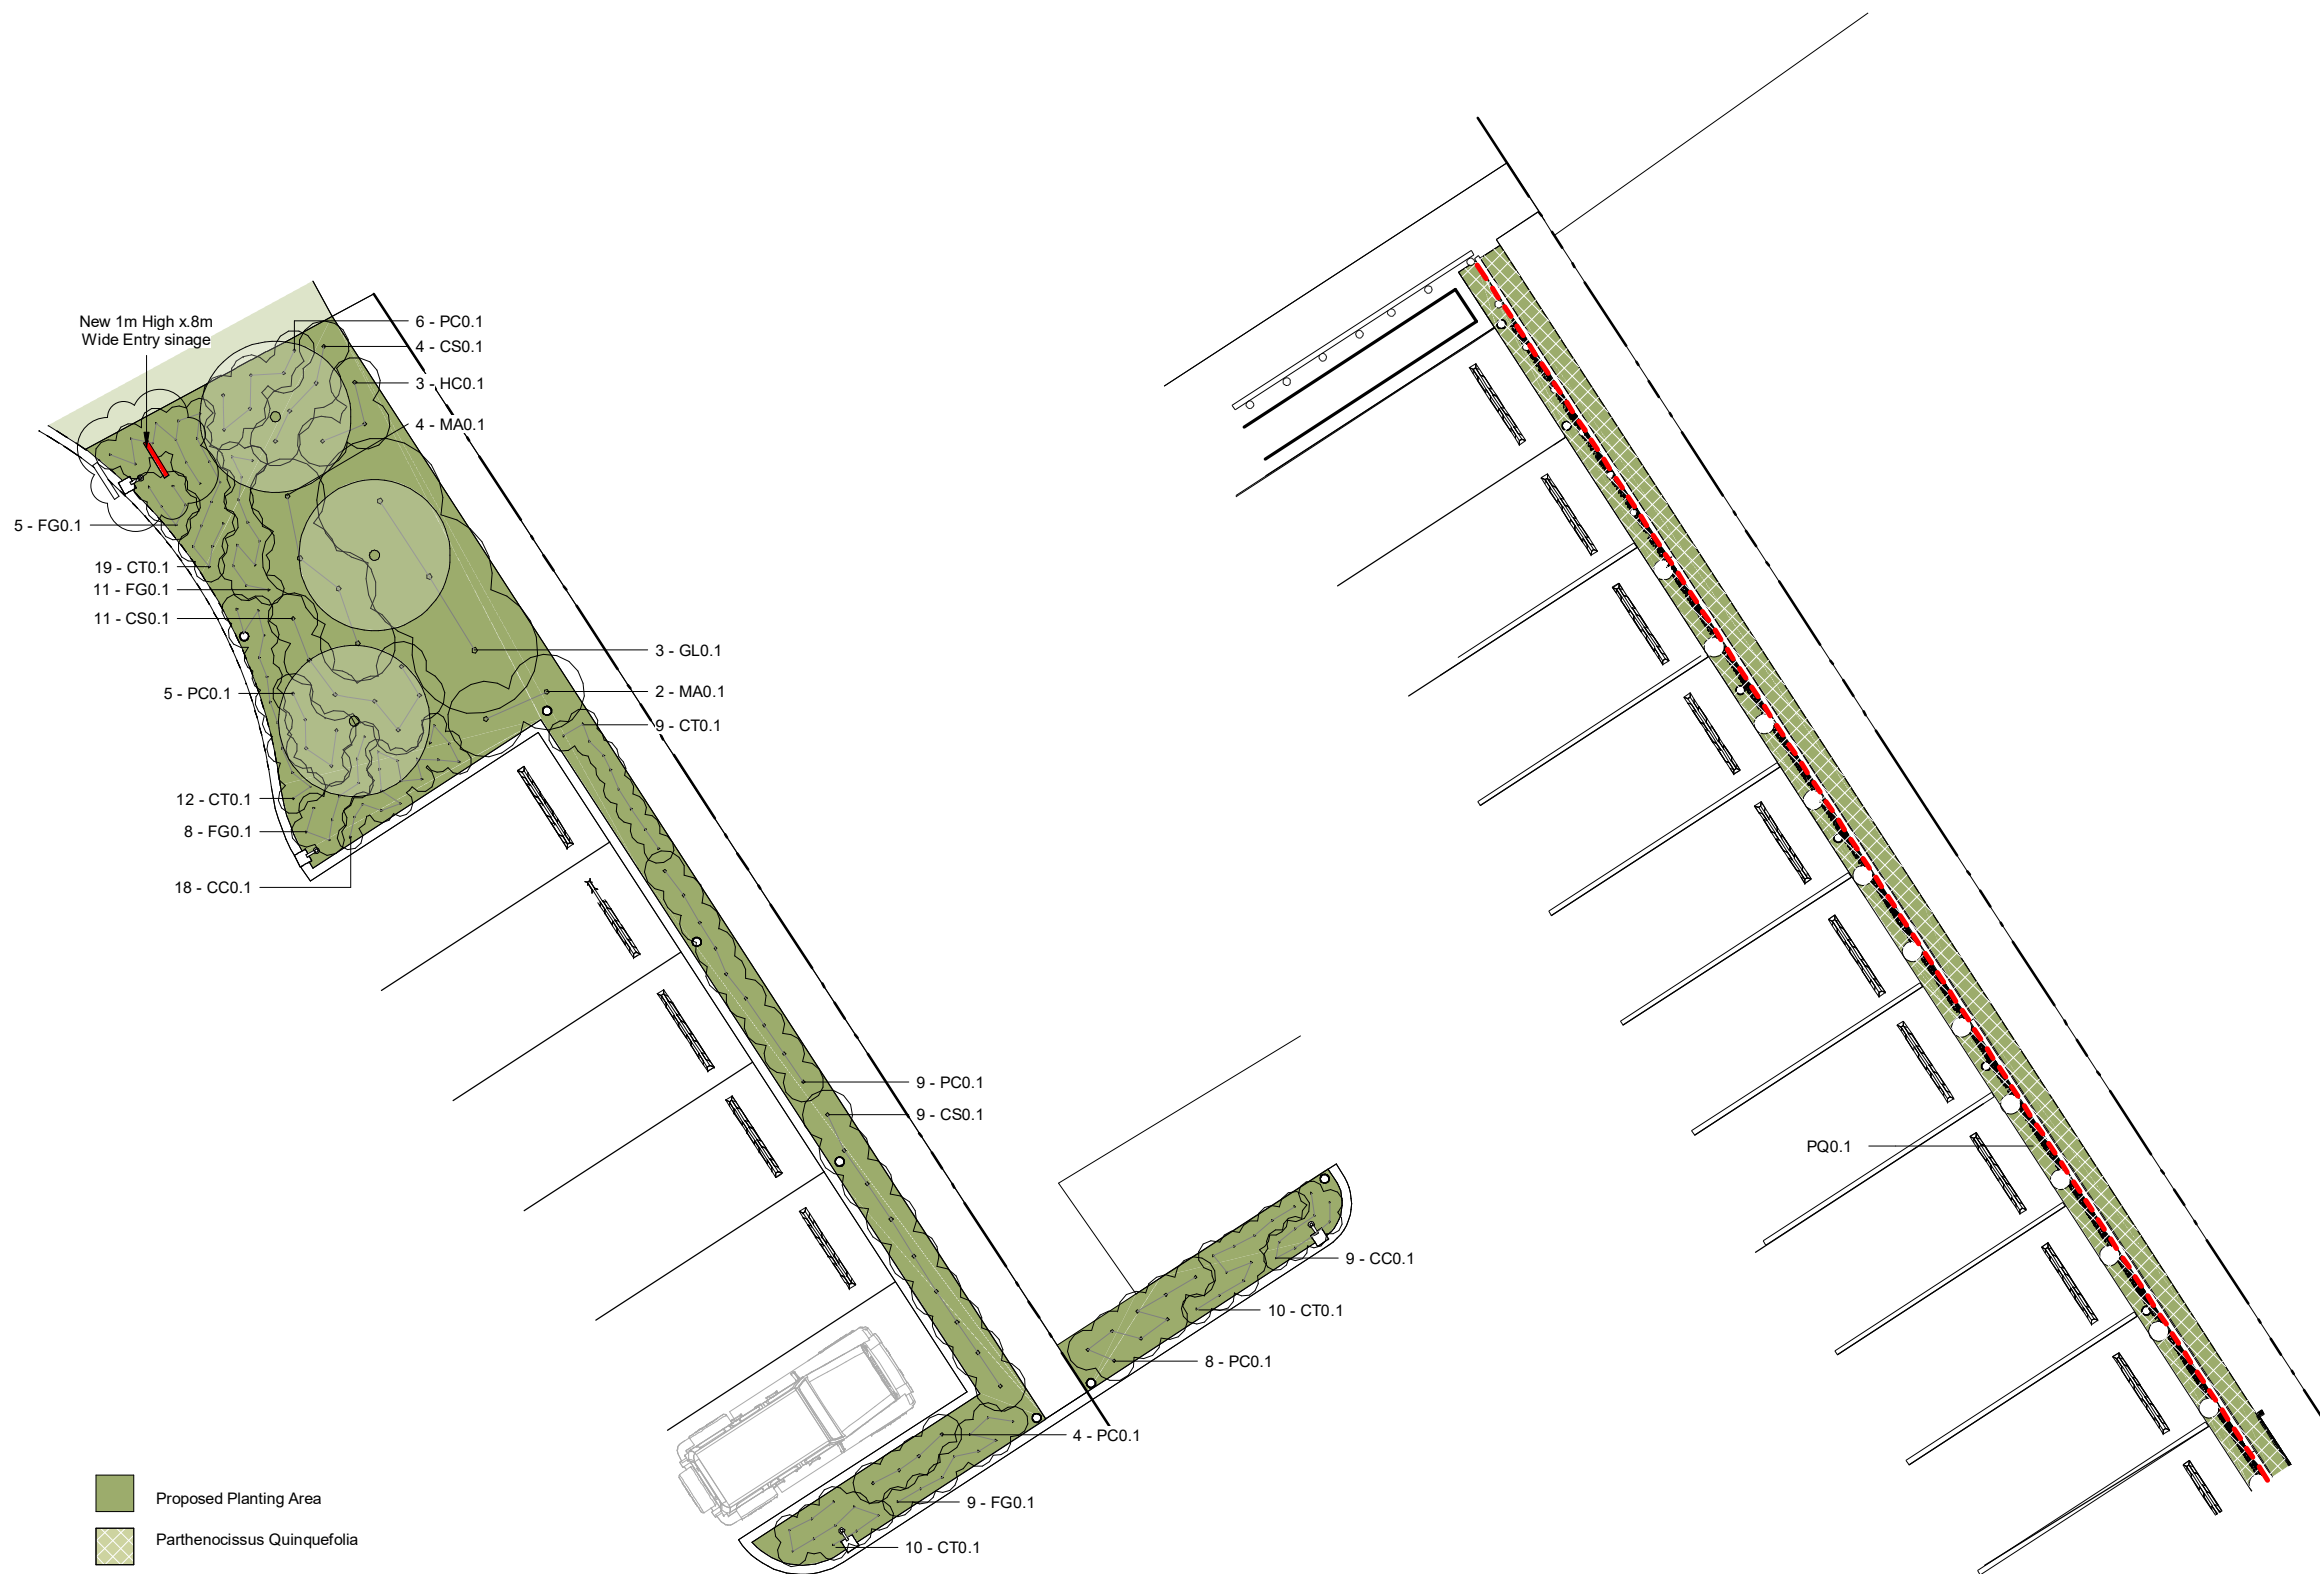 New 1m High x.8m
Wide Entry sinage
6 - PC0.1
4 - CS0.1
3 - HC0.1
4 - MA0.1
5 - FG0.1
19 - CT0.1
11 - FG0.1
11 - CS0.1
3 - GL0.1
5 - PC0.1
2 - MA0.1
9 - CT0.1
12 - CT0.1
8 - FG0.1
18 - CC0.1
9 - PC0.1
9 - CS0.1
PQ0.1
9 - CC0.1
10 - CT0.1
8 - PC0.1
4 - PC0.1
9 - FG0.1
10 - CT0.1
Proposed Planting Area
Parthenocissus Quinquefolia